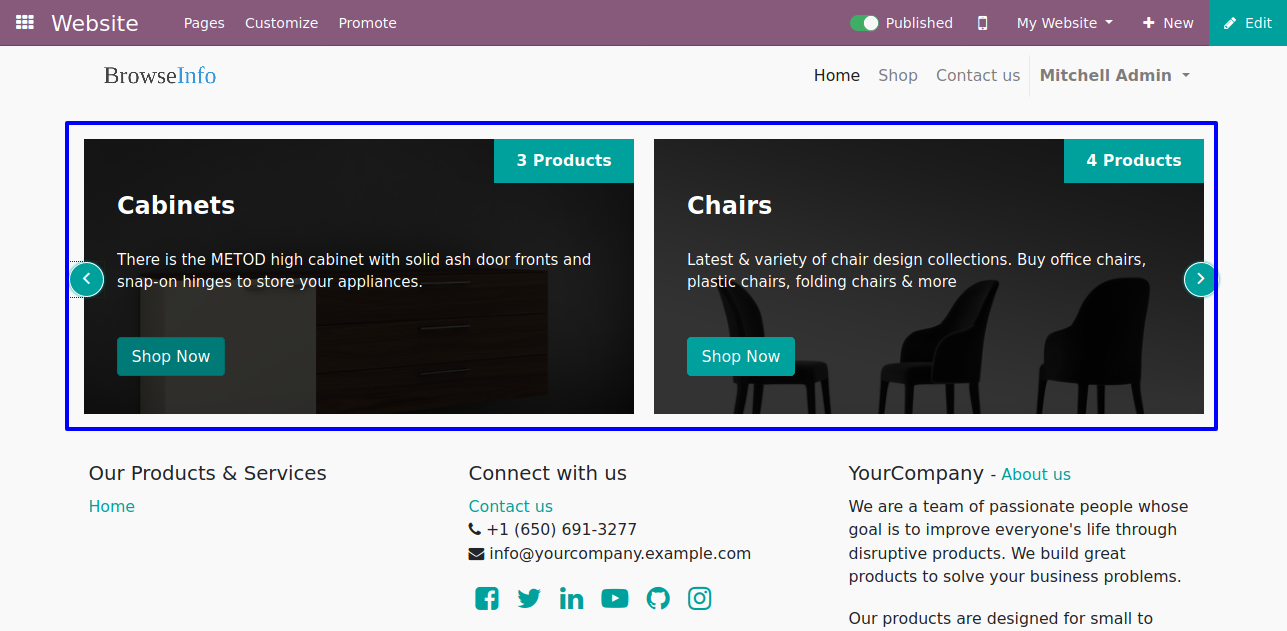 Website
Pages
Customize
Promote
Published
My Website
New
Edit
BrowseInfo
Home
Shop
Contact us
Mitchell Admin
3 Products
Cabinets
There is the METOD high cabinet with solid ash door fronts and
snap-on hinges to store your appliances.
Shop Now
4 Products
Chairs
Latest & variety of chair design collections. Buy office chairs,
plastic chairs, folding chairs & more
Shop Now
Our Products & Services
Home
Connect with us
Contact us
+1 (650) 691-3277
info@yourcompany.example.com
YourCompany - About us
We are a team of passionate people whose
goal is to improve everyone's life through
disruptive products. We build great
products to solve your business problems.
Our products are designed for small to